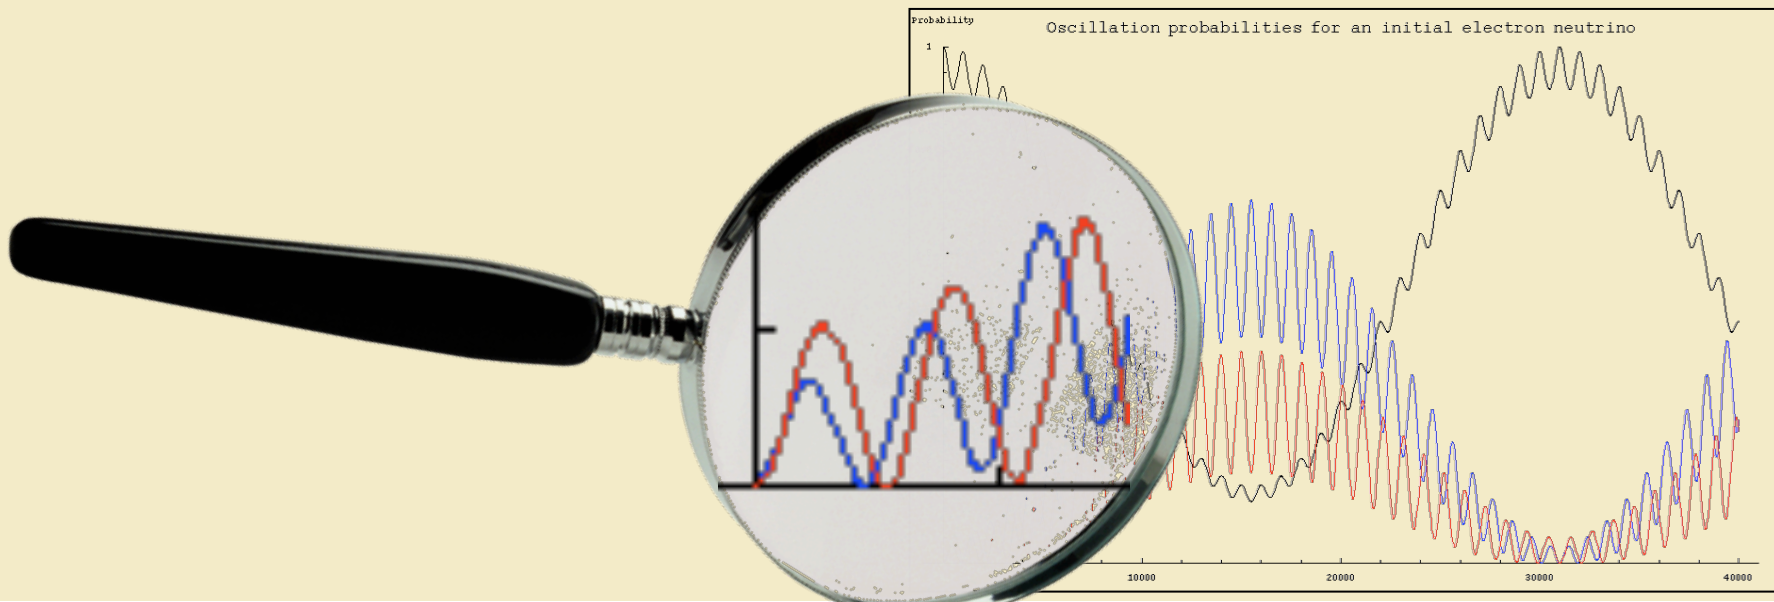 Probability
Oscillation probabilities for an initial electron neutrino
1
10000
20000
30000
40000